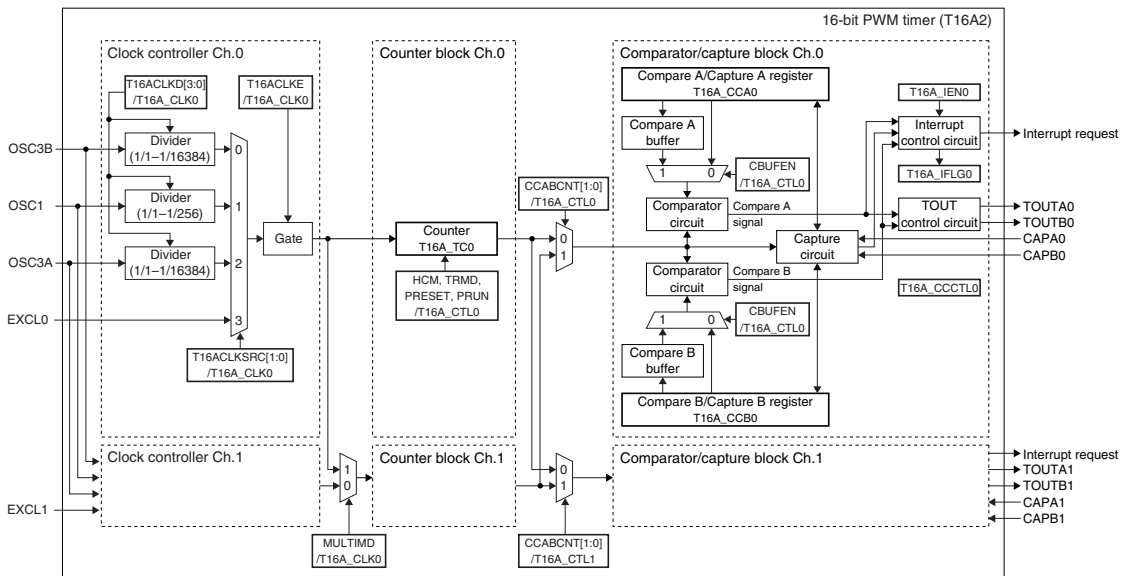 16-bit PWM timer (T16A2)
Clock controller Ch.0
T16ACLKD[3:0]
/T16A_CLK0
T16ACLKE
/T16A_CLK0
OSC3B
Divider
(1/1–1/16384)
0
OSC1
Divider
(1/1–1/256)
1
OSC3A
Divider
(1/1–1/16384)
2
EXCL0
3
Gate
T16ACLKSRC[1:0]
/T16A_CLK0
Counter block Ch.0
Counter
T16A_TC0
HCM, TRMD,
PRESET, PRUN
/T16A_CTL0
CCABCNT[1:0]
/T16A_CTL0
0
1
Comparator/capture block Ch.0
Compare A/Capture A register
T16A_CCA0
Compare A
buffer
1 0
CBUFEN
/T16A_CTL0
Comparator
circuit
Compare A
signal
Capture
circuit
Comparator
circuit
Compare B
signal
1 0
CBUFEN
/T16A_CTL0
Compare B
buffer
Compare B/Capture B register
T16A_CCB0
T16A_IEN0
Interrupt
control circuit
Interrupt request
T16A_IFLG0
TOUT
control circuit
TOUTA0
TOUTB0
CAPA0
CAPB0
T16A_CCCTL0
Clock controller Ch.1
EXCL1
1
0
MULTIMD
/T16A_CLK0
Counter block Ch.1
0
1
CCABCNT[1:0]
/T16A_CTL1
Comparator/capture block Ch.1
Interrupt request
TOUTA1
TOUTB1
CAPA1
CAPB1